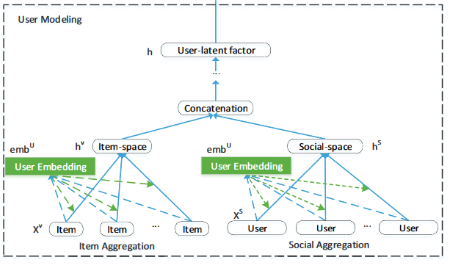 User Modeling
h User-latent factor
...
Concatenation
emb^U h^v Item-space emb^U Social-space h^S
User Embedding User Embedding
X^v Item Item ... Item X^S User User ... User
Item Aggregation Social Aggregation